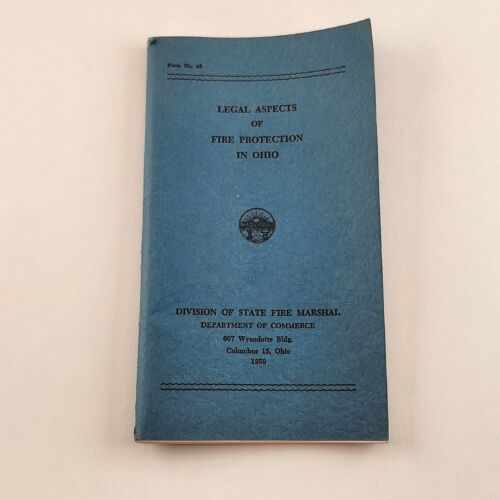 Form No. 48
LEGAL ASPECTS
OF
FIRE PROTECTION
IN OHIO
DIVISION OF STATE FIRE MARSHAL
DEPARTMENT OF COMMERCE
607 Wyandotte Bldg.
Columbus 15, Ohio
1959